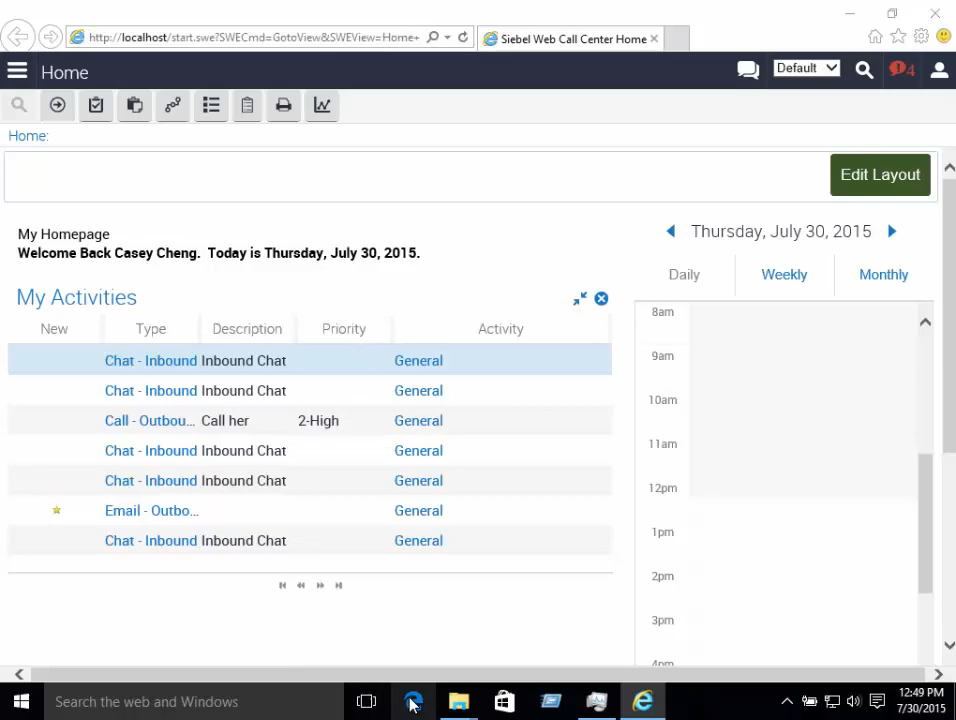 http://localhost/start.swe?SWECmd=GotoView&SWEView=Home+
Siebel Web Call Center Home
Home
Default
4
Home:
Edit Layout
My Homepage
Welcome Back Casey Cheng. Today is Thursday, July 30, 2015.
Thursday, July 30, 2015
Daily Weekly Monthly
My Activities
New Type Description Priority Activity
Chat - Inbound Inbound Chat General
Chat - Inbound Inbound Chat General
Call - Outbou... Call her 2-High General
Chat - Inbound Inbound Chat General
Chat - Inbound Inbound Chat General
Email - Outbo... General
Chat - Inbound Inbound Chat General
8am
9am
10am
11am
12pm
1pm
2pm
3pm
4pm
Search the web and Windows
12:49 PM
7/30/2015